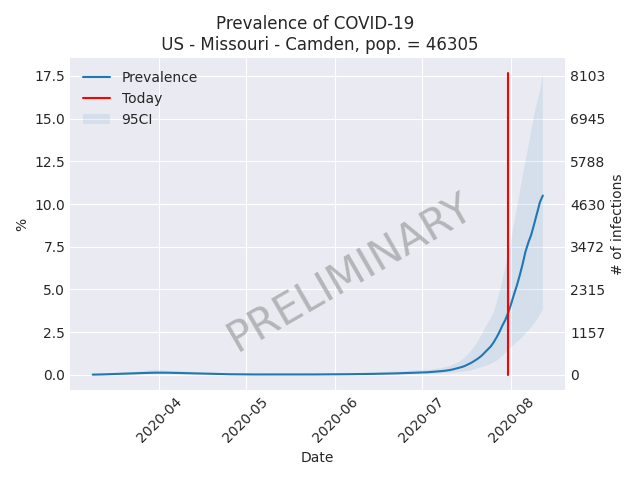 Prevalence of COVID-19
US - Missouri - Camden, pop. = 46305
Prevalence
Today
95CI
17.5
15.0
12.5
10.0
7.5
5.0
2.5
0.0
%
8103
6945
5788
4630
3472
2315
1157
0
# of infections
PRELIMINARY
2020-04
2020-05
2020-06
2020-07
2020-08
Date